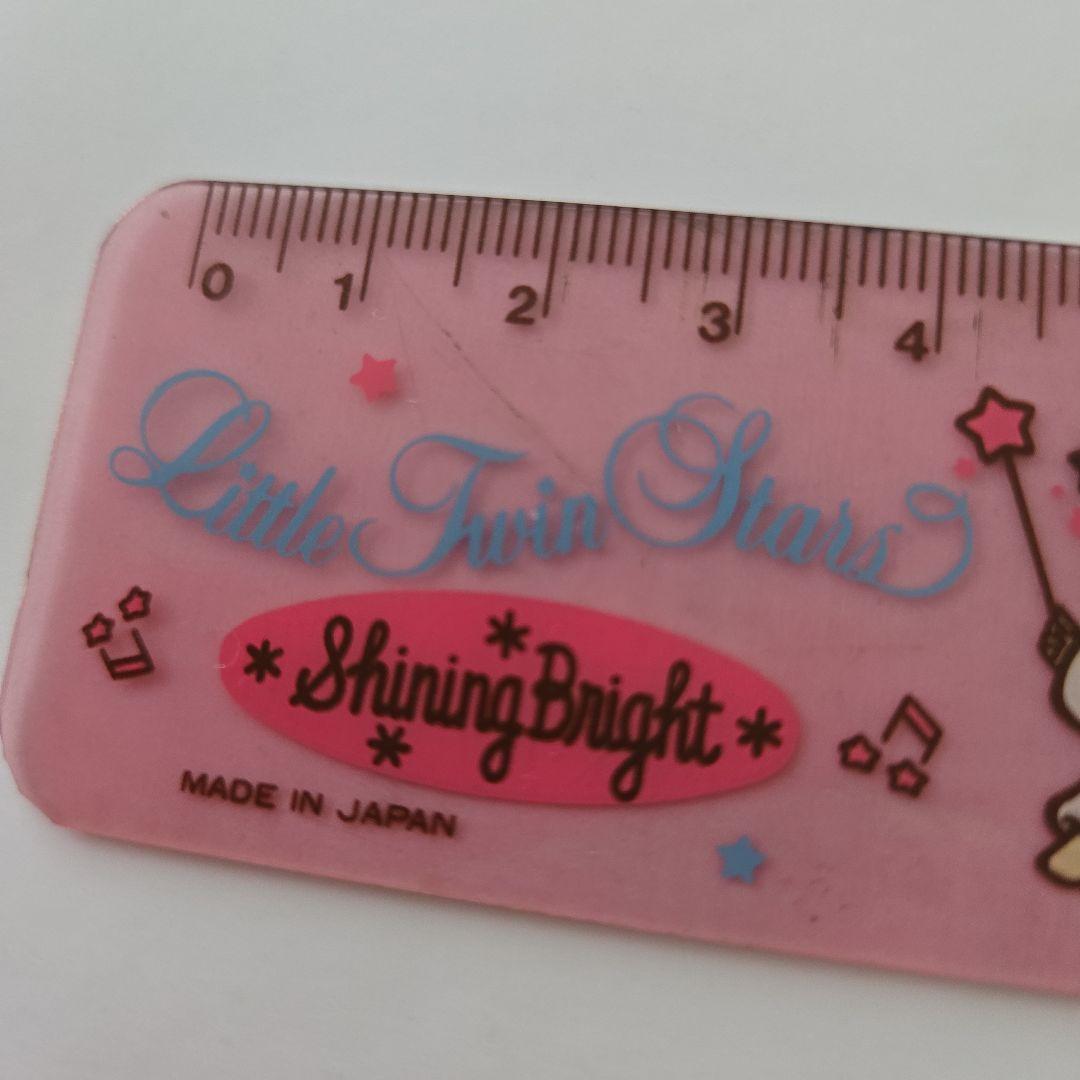 0 1 2 3 4
Little Twin Stars
Shining Bright
MADE IN JAPAN